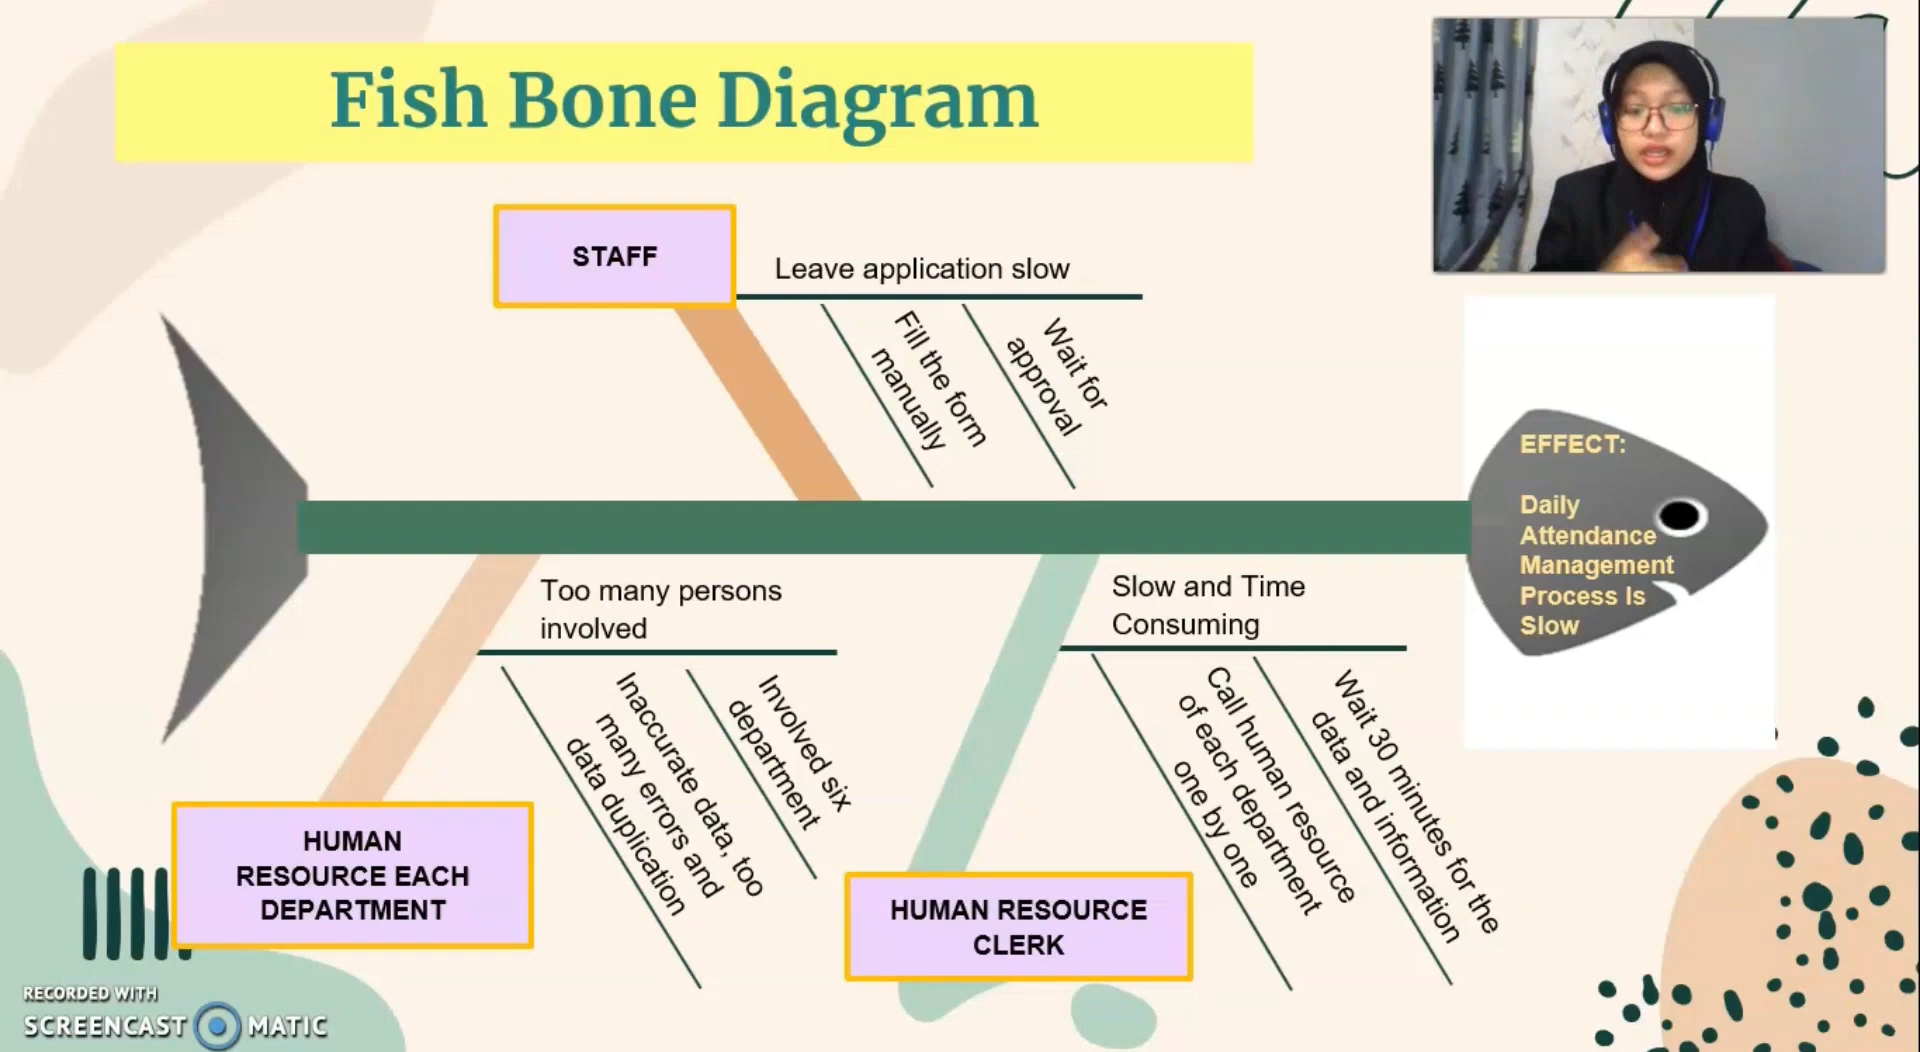 Fish Bone Diagram
STAFF
Leave application slow
Fill the form
manually
Wait for
approval
EFFECT:
Daily
Attendance
Management
Process Is
Slow
Too many persons
involved
Inaccurate data, too
many errors and
data duplication
Involved six
department
Slow and Time
Consuming
Call human resource
of each department
one by one
Wait 30 minutes for the
data and information
HUMAN
RESOURCE EACH
DEPARTMENT
HUMAN RESOURCE
CLERK
RECORDED WITH
SCREENCAST MATIC